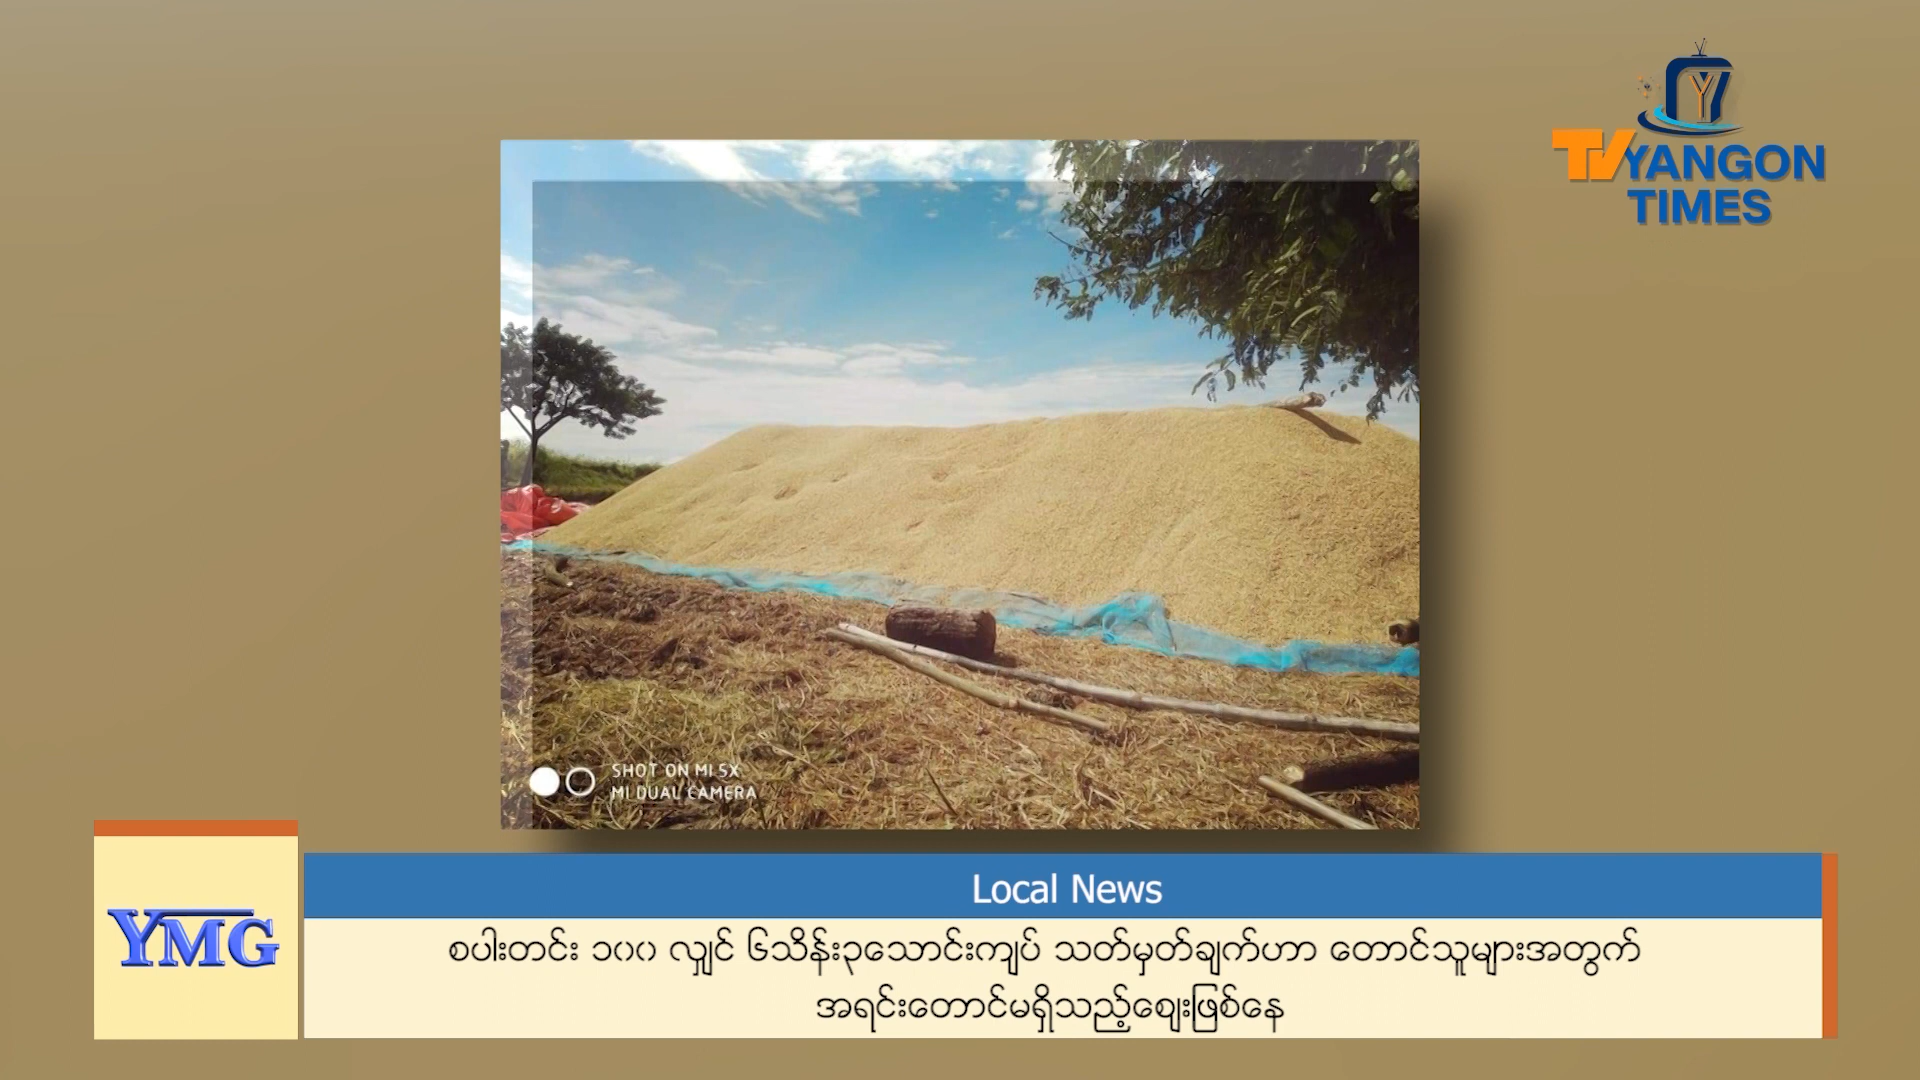 TV YANGON
TIMES
SHOT ON MI 5X
MI DUAL CAMERA
Local News
YMG
စပါးတင်း ၁၀၀ လျှင် ၆သိန်း၃သောင်းကျပ် သတ်မှတ်ချက်ဟာ တောင်သူများအတွက်
အရင်းတောင်မရှိသည့်ဈေးဖြစ်နေ